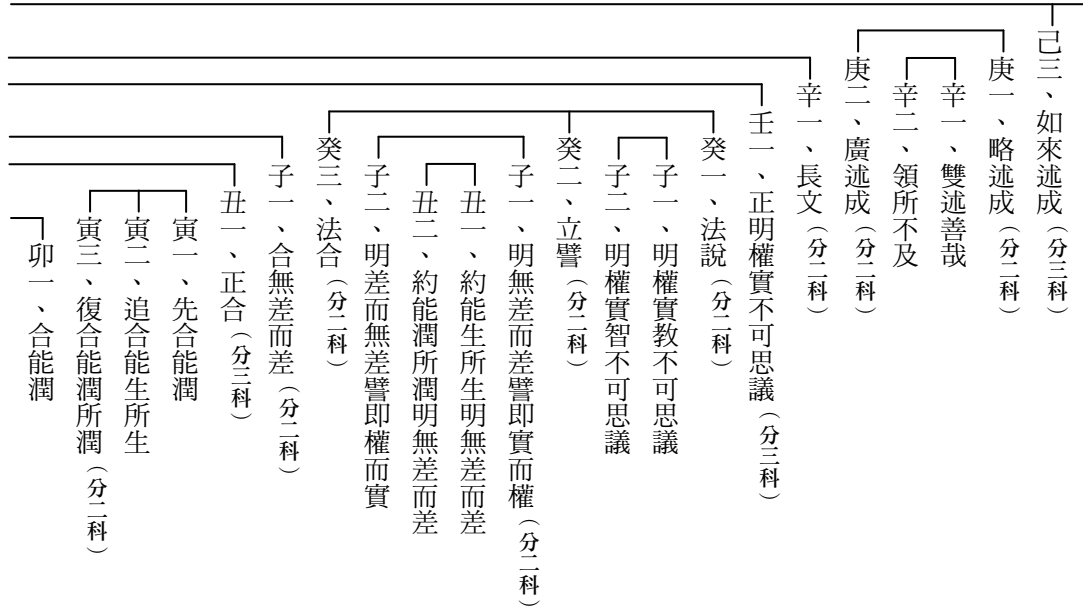 己三、如來述成（分三科）
庚一、略述成（分二科）
辛一、雙述善哉
辛二、領所不及
庚二、廣述成（分二科）
辛一、長文（分二科）
壬一、正明權實不可思議（分三科）
癸一、法說（分二科）
子一、明權實教不可思議
子二、明權實智不可思議
癸二、立譬（分二科）
子一、明無差而差譬即實而權（分二科）
丑一、約能生所生明無差而差
丑二、約能潤所潤明無差而差
子二、明差而無差譬即權而實
癸三、法合（分二科）
子一、合無差而差（分二科）
丑一、正合（分三科）
寅一、先合能潤
寅二、追合能生所生
寅三、復合能潤所潤（分二科）
卯一、合能潤